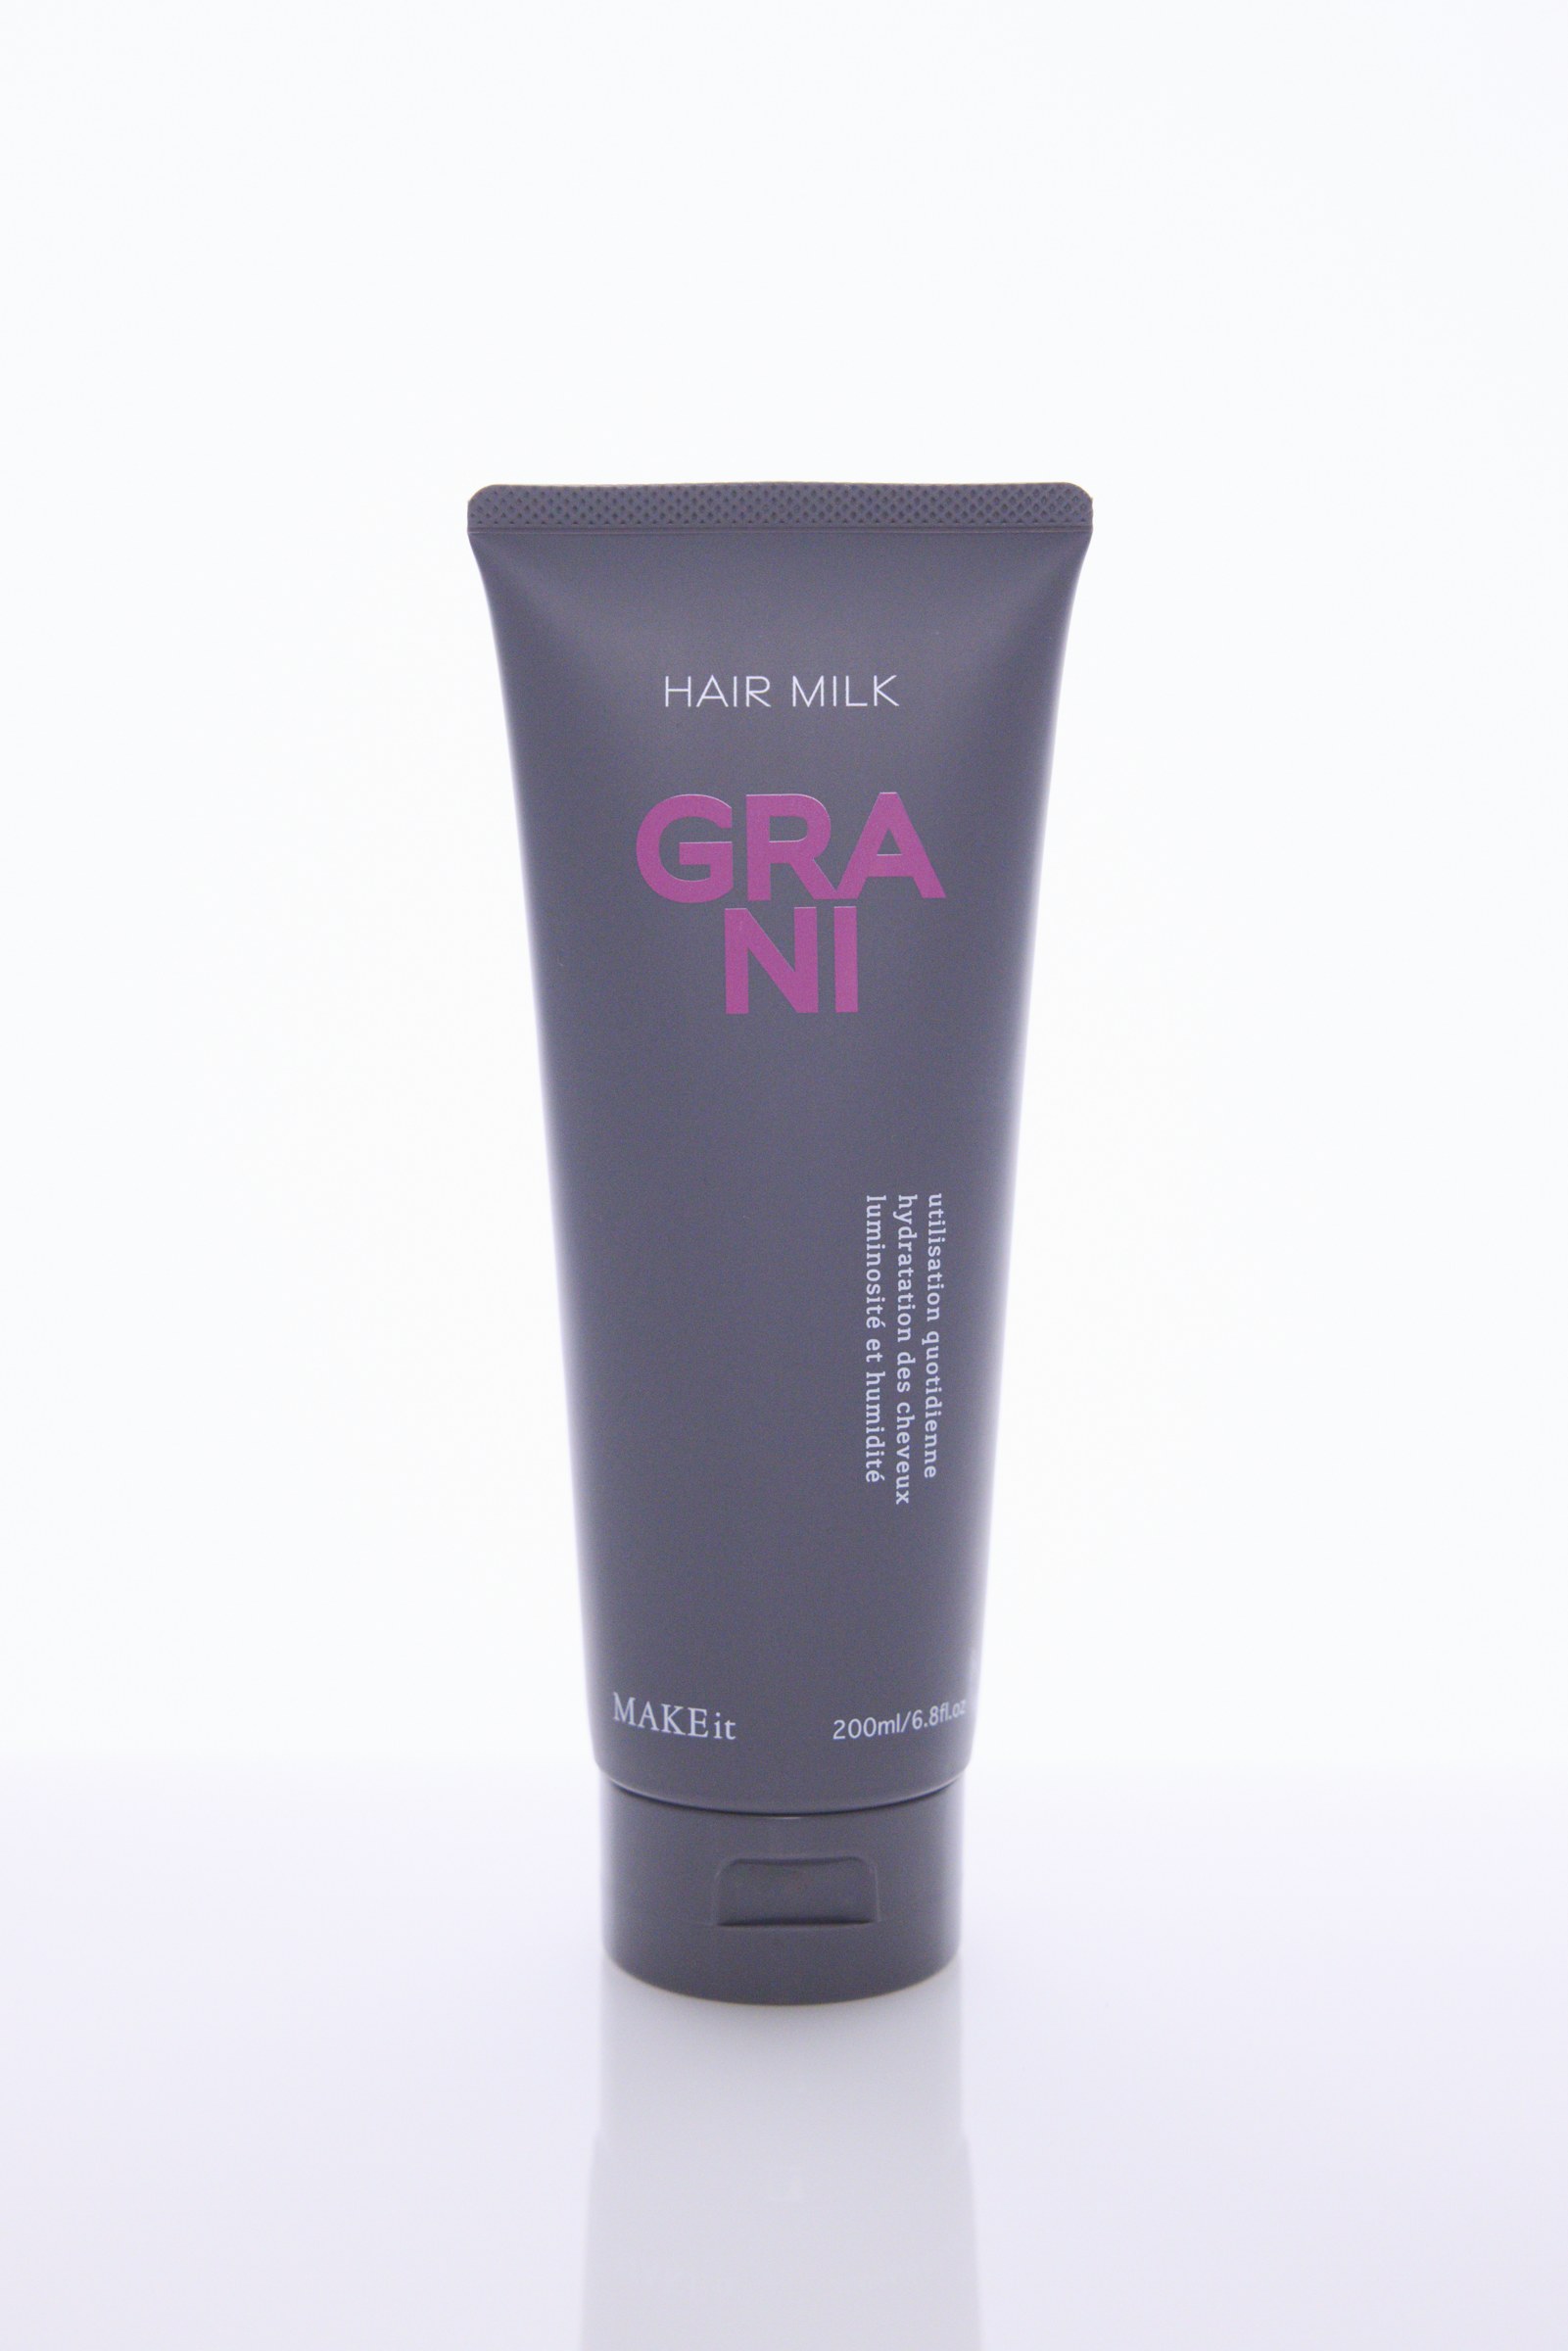 HAIR MILK
GRA
NI
utilisation quotidienne
hydratation des cheveux
luminosité et humidité
MAKEit
200ml/6.8fl.oz